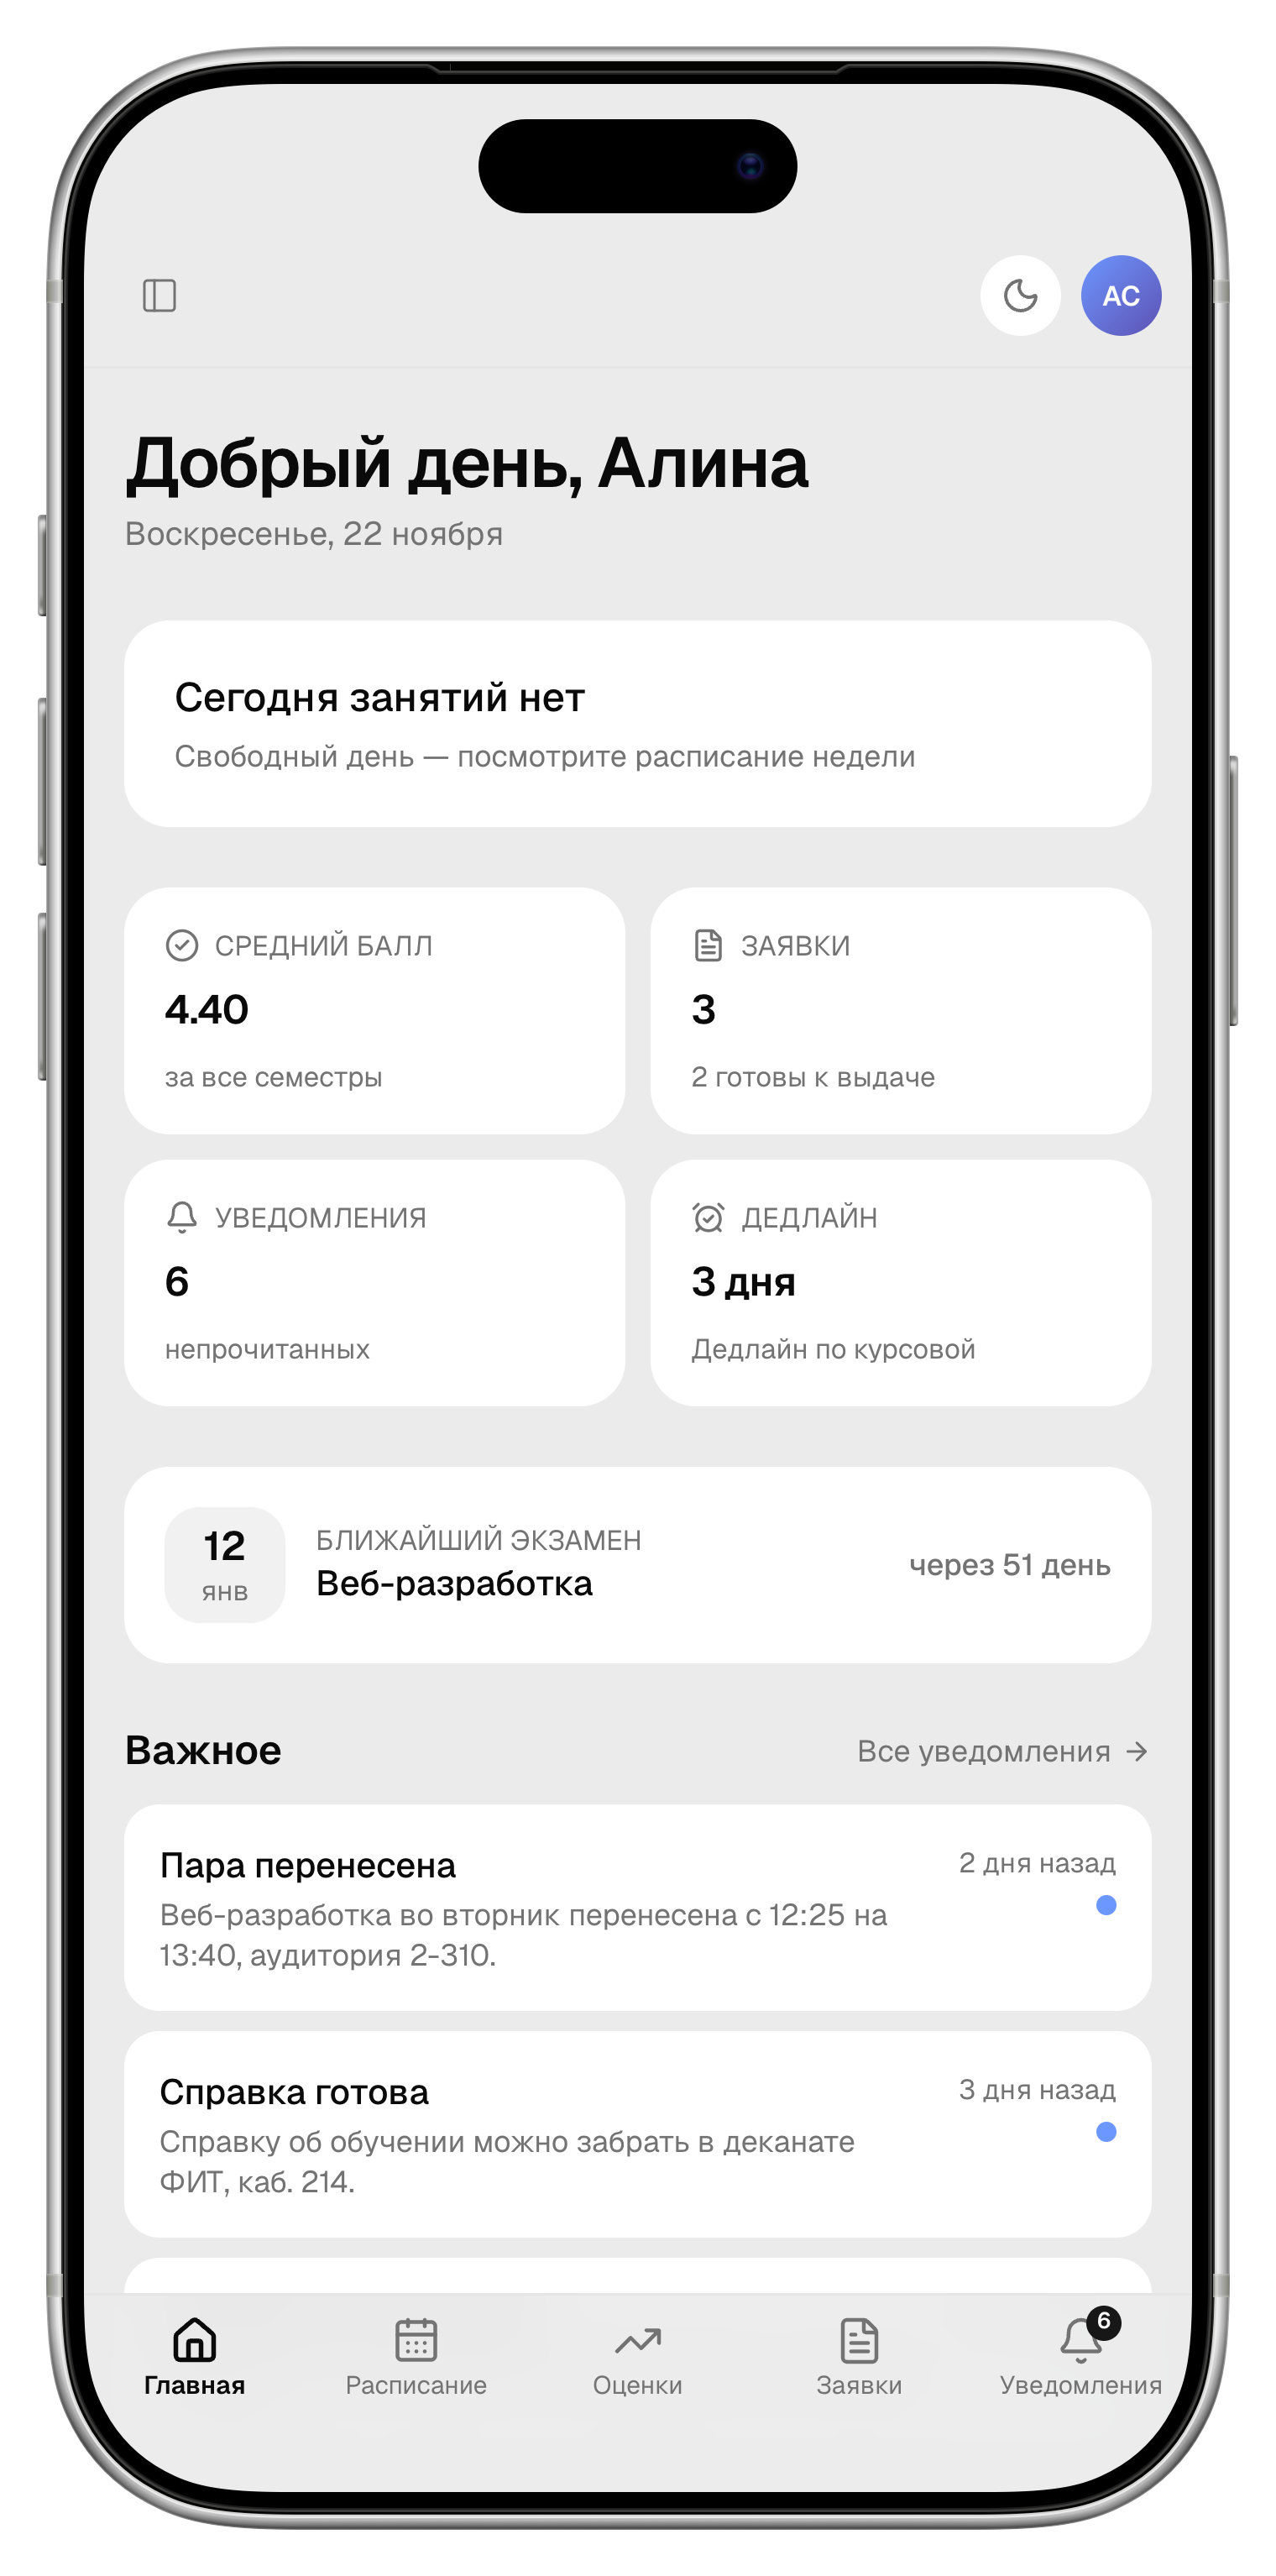 АС
Добрый день, Алина
Воскресенье, 22 ноября
Сегодня занятий нет
Свободный день — посмотрите расписание недели
СРЕДНИЙ БАЛЛ
4.40
за все семестры
ЗАЯВКИ
3
2 готовы к выдаче
УВЕДОМЛЕНИЯ
6
непрочитанных
ДЕДЛАЙН
3 дня
Дедлайн по курсовой
12
янв
БЛИЖАЙШИЙ ЭКЗАМЕН
Веб-разработка
через 51 день
Важное
Все уведомления →
Пара перенесена
2 дня назад
Веб-разработка во вторник перенесена с 12:25 на
13:40, аудитория 2-310.
Справка готова
3 дня назад
Справку об обучении можно забрать в деканате
ФИТ, каб. 214.
Главная
Расписание
Оценки
Заявки
6
Уведомления